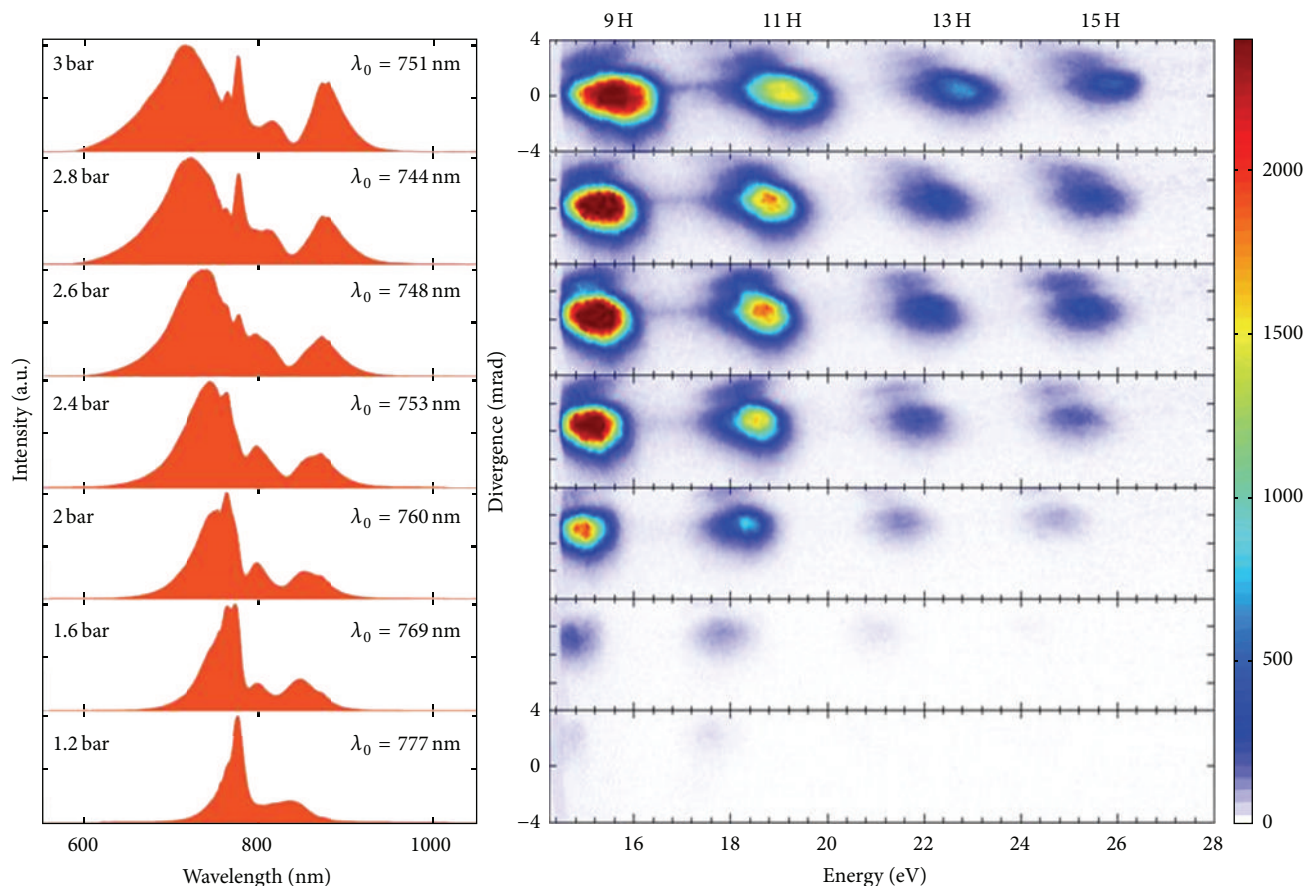 9 H 11 H 13 H 15 H
3 bar λ0 = 751 nm
2.8 bar λ0 = 744 nm
2.6 bar λ0 = 748 nm
2.4 bar λ0 = 753 nm
2 bar λ0 = 760 nm
1.6 bar λ0 = 769 nm
1.2 bar λ0 = 777 nm
Intensity (a.u.)
600 800 1000
Wavelength (nm)
Divergence (mrad)
4
0
−4
4
0
−4
16 18 20 22 24 26 28
Energy (eV)
2000
1500
1000
500
0